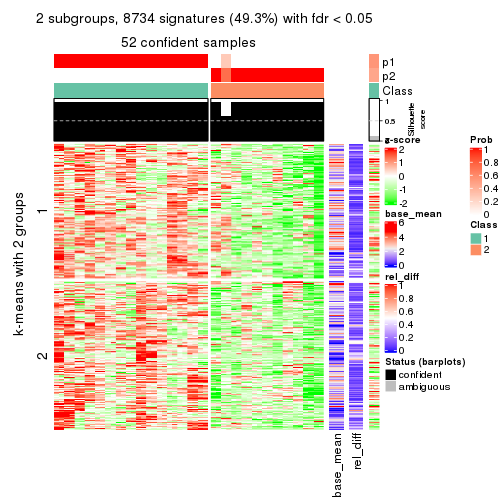 2 subgroups, 8734 signatures (49.3%) with fdr < 0.05
52 confident samples
p1
p2
Class
1
0.5
Silhouette
score
k-means with 2 groups
1
2
base_mean
rel_diff
z-score
2
1
0
-1
-2
base_mean
6
4
2
0
rel_diff
1
0.8
0.6
0.4
0.2
0
Status (barplots)
confident
ambiguous
Prob
1
0.8
0.6
0.4
0.2
0
Class
1
2